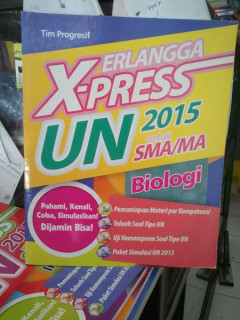 Tim Progresif
ERLANGGA
X-PRESS
UN 2015
untuk
SMA/MA
Biologi
Pahami, Kenali,
Coba, Simulasikan!
Dijamin Bisa!
Pemantapan Materi per Kompetensi
Telaah Soal Tipe UN
Uji Kemampuan Soal Tipe UN
Paket Simulasi UN 2015